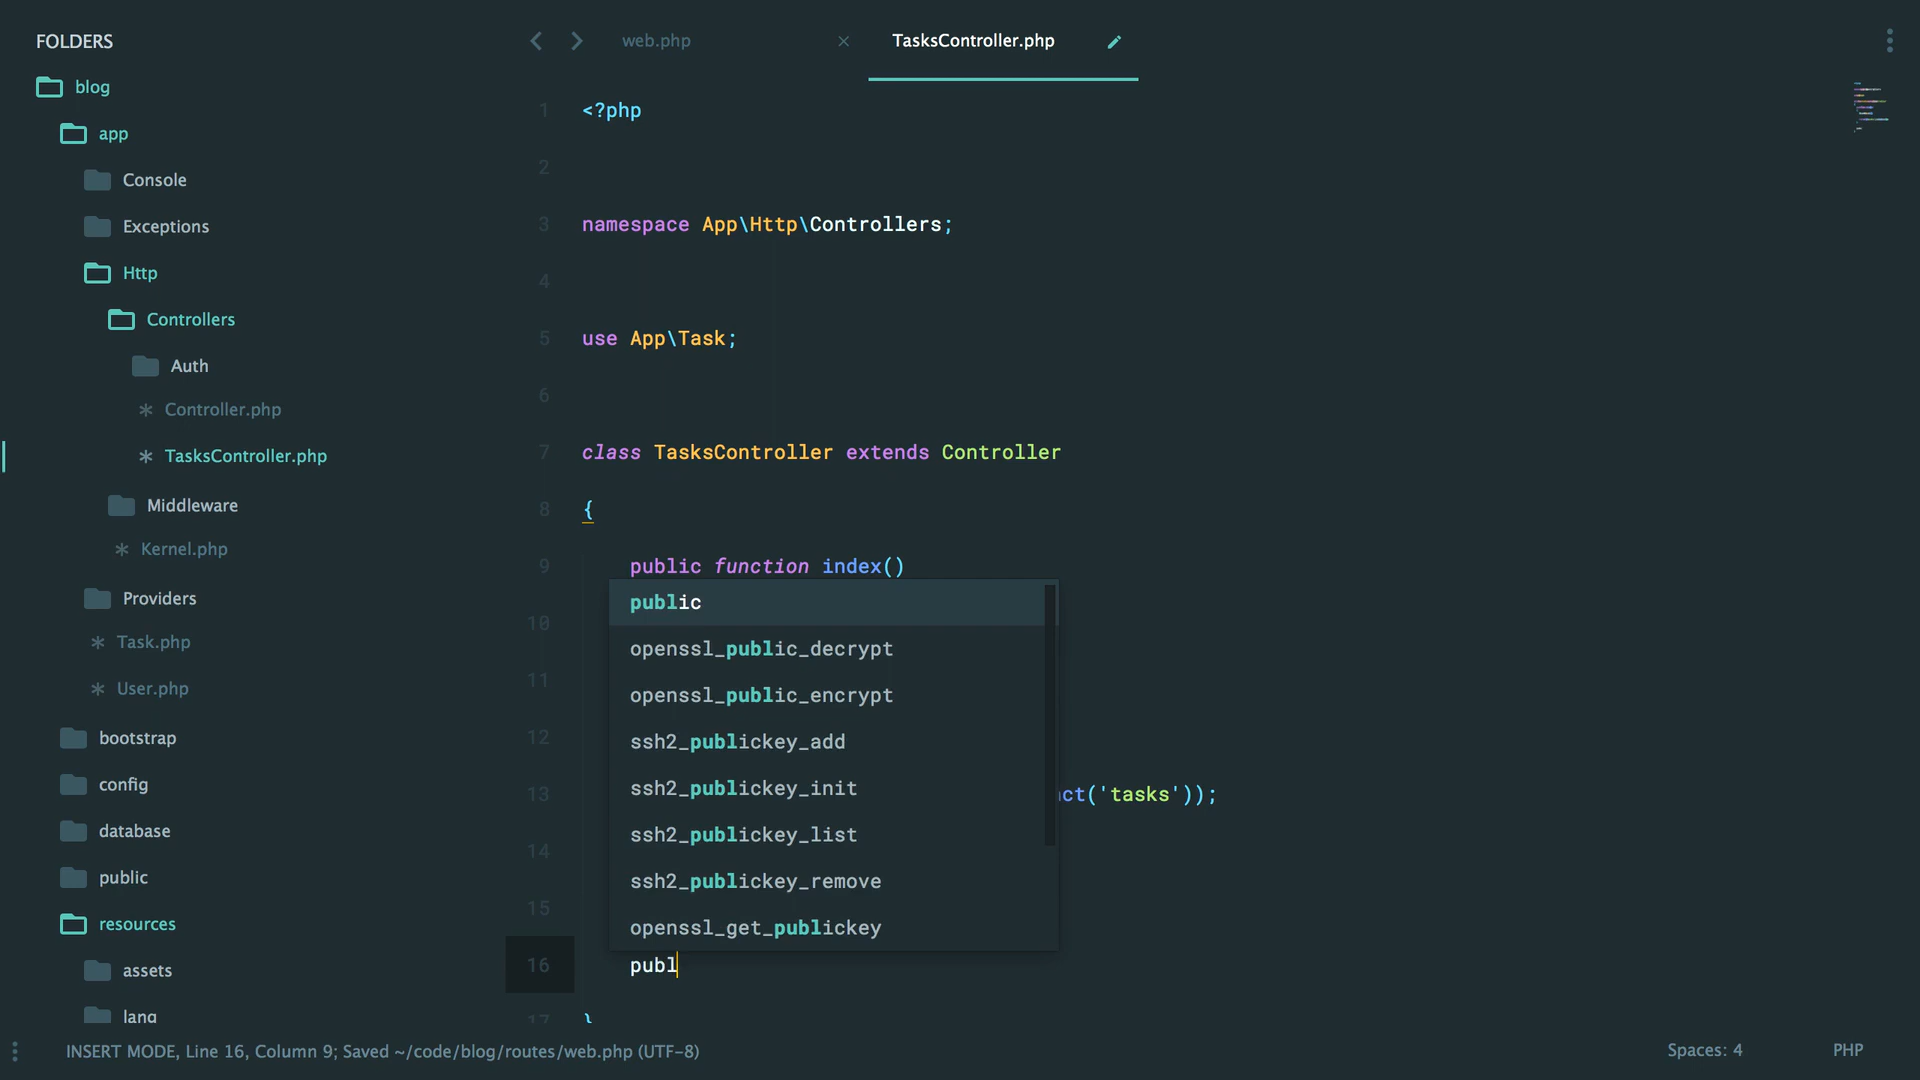 FOLDERS
blog
app
Console
Exceptions
Http
Controllers
Auth
Controller.php
TasksController.php
Middleware
Kernel.php
Providers
Task.php
User.php
bootstrap
config
database
public
resources
assets
lang
web.php
TasksController.php
1 <?php
2
3 namespace App\Http\Controllers;
4
5 use App\Task;
6
7 class TasksController extends Controller
8 {
9 public function index()
10
11
12
13 act('tasks'));
14
15
16 publ
17 }
public
openssl_public_decrypt
openssl_public_encrypt
ssh2_publickey_add
ssh2_publickey_init
ssh2_publickey_list
ssh2_publickey_remove
openssl_get_publickey
INSERT MODE, Line 16, Column 9; Saved ~/code/blog/routes/web.php (UTF-8)
Spaces: 4
PHP